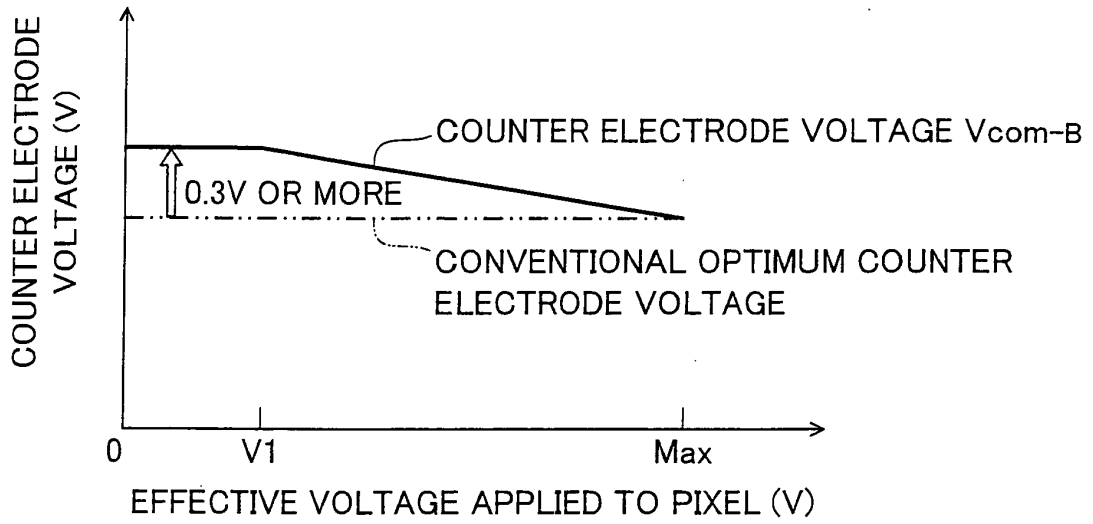 COUNTER ELECTRODE
VOLTAGE (V)
COUNTER ELECTRODE VOLTAGE Vcom-B
0.3V OR MORE
CONVENTIONAL OPTIMUM COUNTER
ELECTRODE VOLTAGE
0
V1
Max
EFFECTIVE VOLTAGE APPLIED TO PIXEL (V)